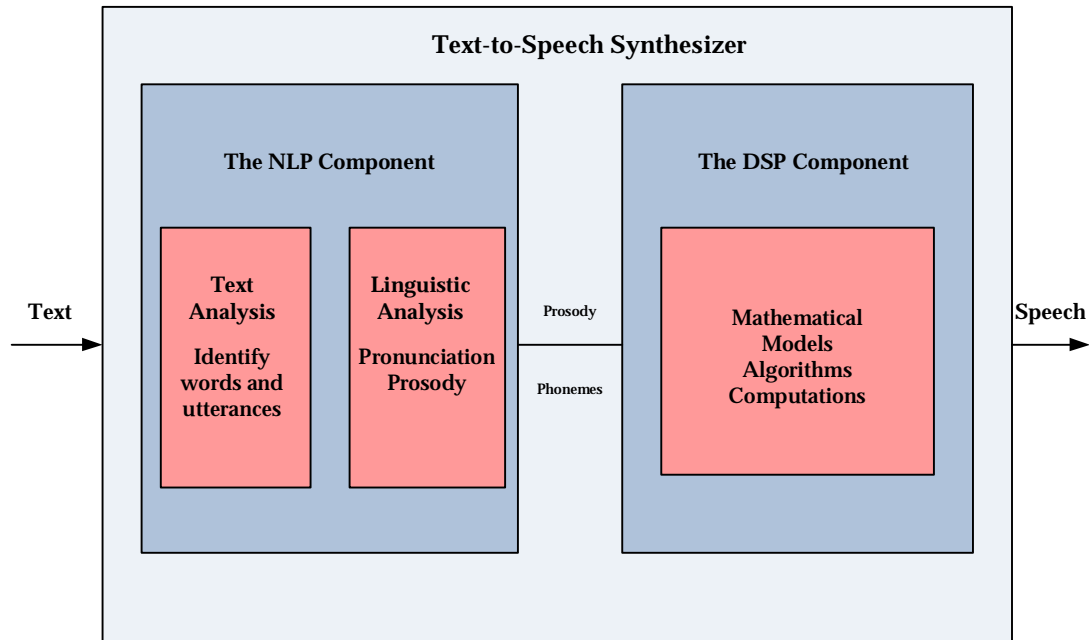 Text-to-Speech Synthesizer
The NLP Component
The DSP Component
Text
Text
Analysis
Identify
words and
utterances
Linguistic
Analysis
Pronunciation
Prosody
Prosody
Phonemes
Mathematical
Models
Algorithms
Computations
Speech